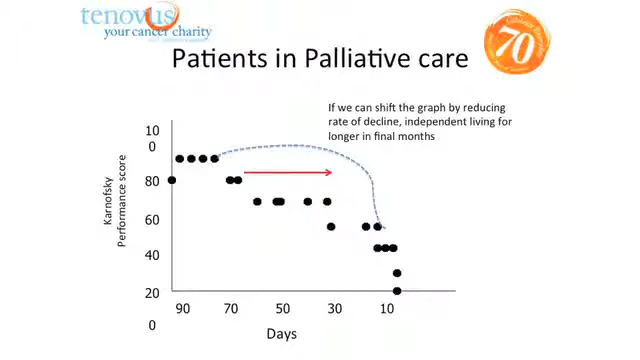 tenovus
your cancer charity
70
Patients in Palliative care
If we can shift the graph by reducing
rate of decline, independent living for
longer in final months
Karnofsky
Performance score
10
0
80
60
40
20
0
90 70 50 30 10
Days